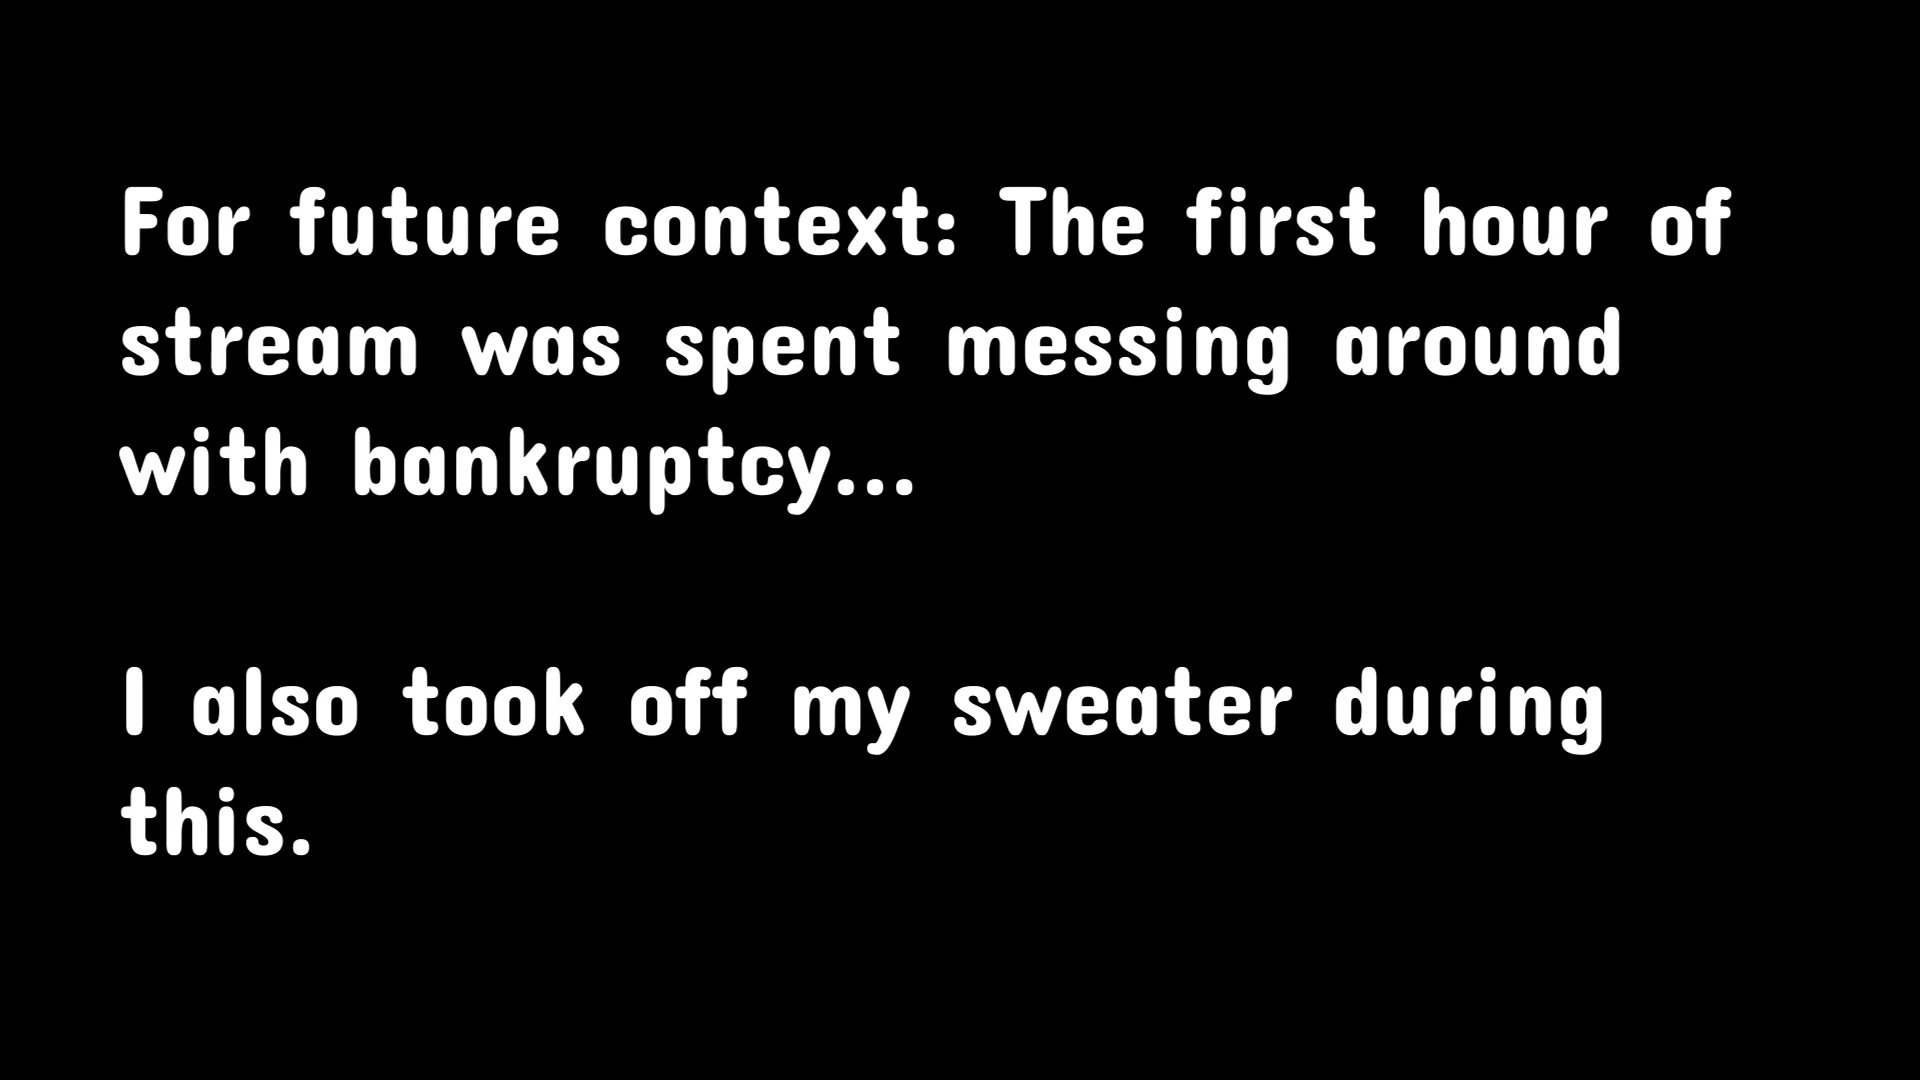 For future context: The first hour of
stream was spent messing around
with bankruptcy...
I also took off my sweater during
this.